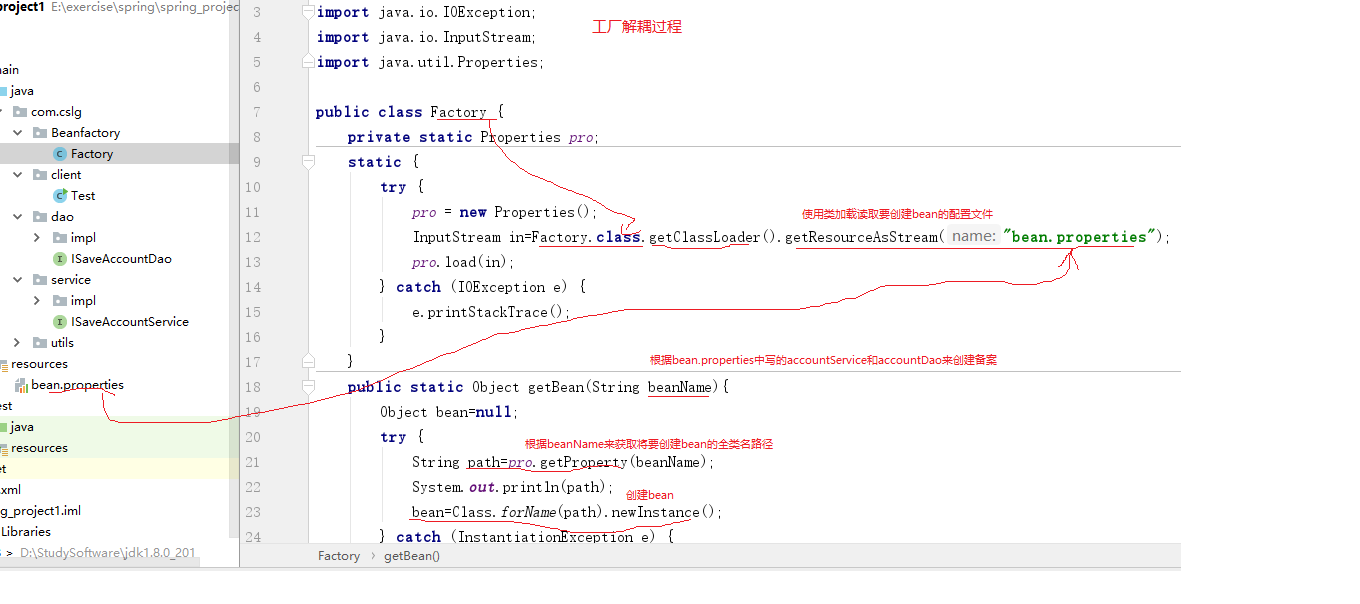 project1 E:\exercise\spring\spring_projec
ain
java
com.cslg
Beanfactory
Factory
client
Test
dao
impl
ISaveAccountDao
service
impl
ISaveAccountService
utils
resources
bean.properties
est
java
resources
et
.xml
g_project1.iml
Libraries
> D:\StudySoftware\jdk1.8.0_201
工厂解耦过程
3 import java.io.IOException;
4 import java.io.InputStream;
5 import java.util.Properties;
6
7 public class Factory {
8 private static Properties pro;
9 static {
10 try {
11 pro = new Properties();
使用类加载读取要创建bean的配置文件
12 InputStream in=Factory.class.getClassLoader().getResourceAsStream( name: "bean.properties");
13 pro.load(in);
14 } catch (IOException e) {
15 e.printStackTrace();
16 }
17 }
根据bean.properties中写的accountService和accountDao来创建备案
18 public static Object getBean(String beanName){
19 Object bean=null;
20 try {
根据beanName来获取将要创建bean的全类名路径
21 String path=pro.getProperty(beanName);
22 System.out.println(path);
创建bean
23 bean=Class.forName(path).newInstance();
24 } catch (InstantiationException e) {
Factory > getBean()